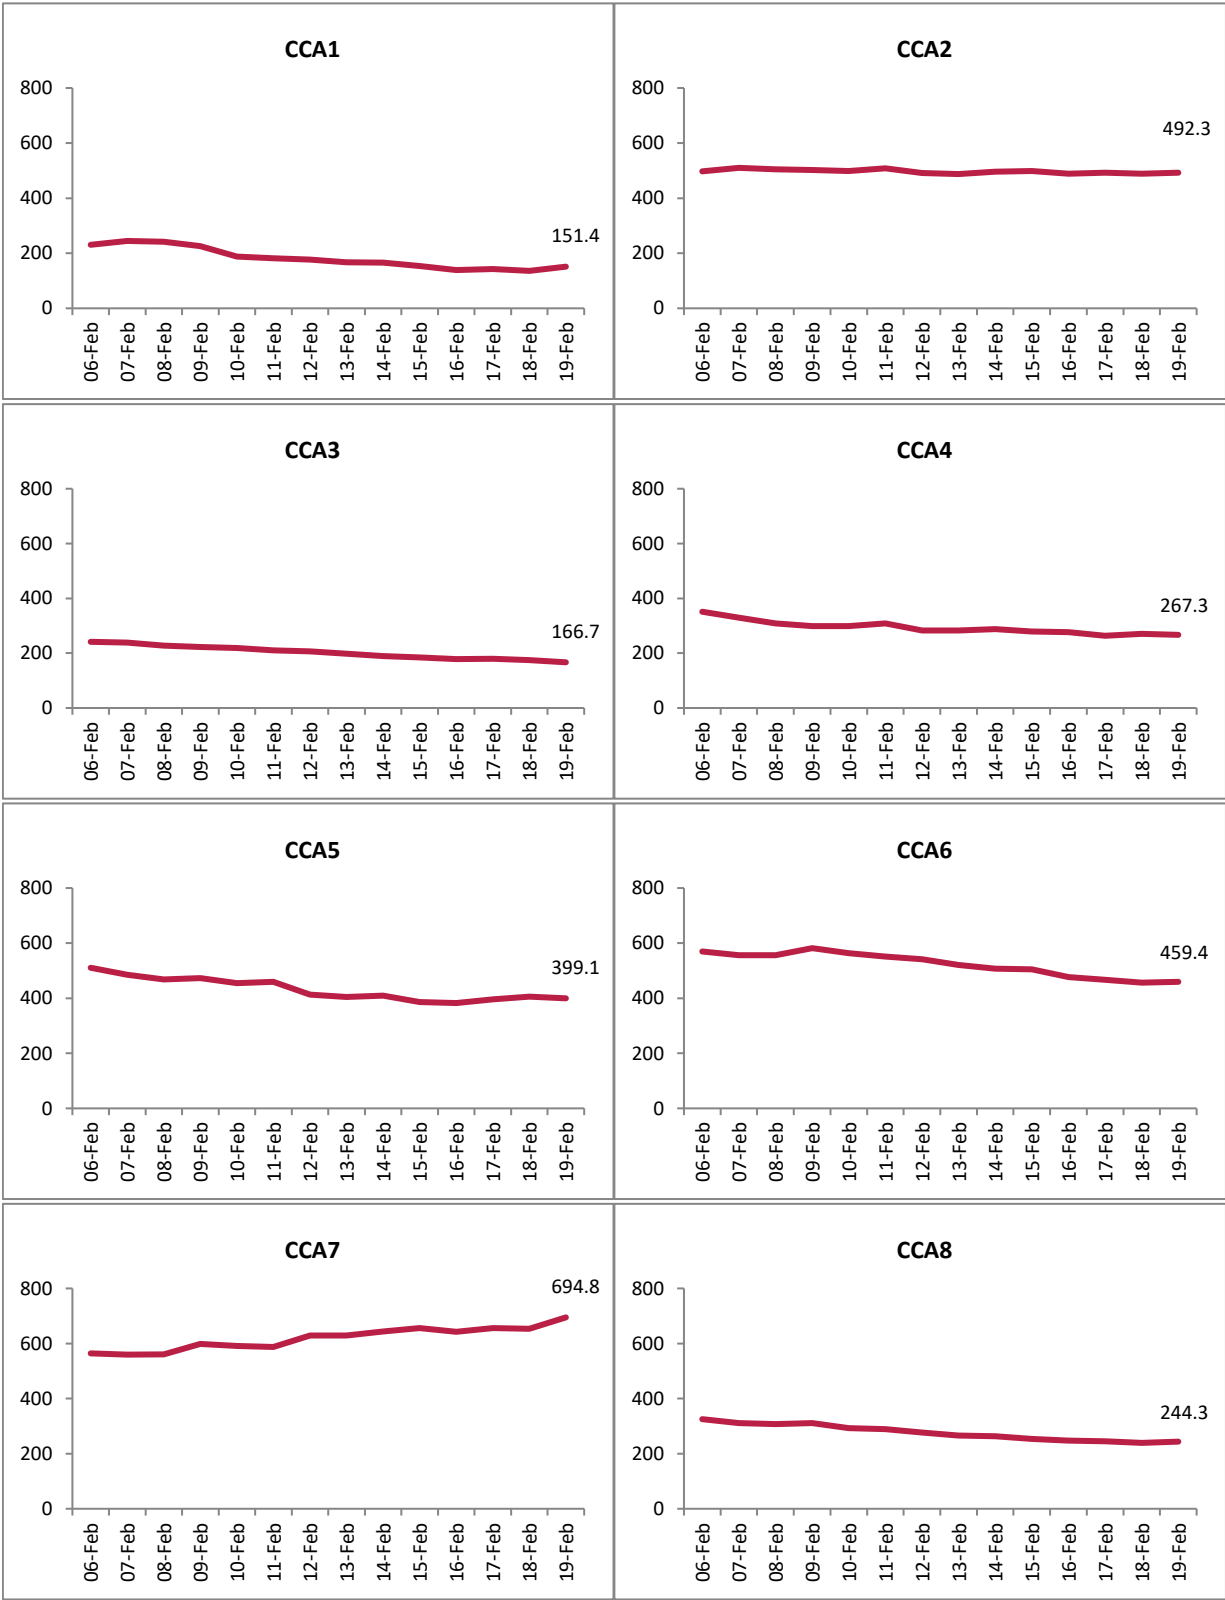 CCA1
800
600
400
200
0
151.4
06-Feb
07-Feb
08-Feb
09-Feb
10-Feb
11-Feb
12-Feb
13-Feb
14-Feb
15-Feb
16-Feb
17-Feb
18-Feb
19-Feb
CCA2
800
600
400
200
0
492.3
06-Feb
07-Feb
08-Feb
09-Feb
10-Feb
11-Feb
12-Feb
13-Feb
14-Feb
15-Feb
16-Feb
17-Feb
18-Feb
19-Feb
CCA3
800
600
400
200
0
166.7
06-Feb
07-Feb
08-Feb
09-Feb
10-Feb
11-Feb
12-Feb
13-Feb
14-Feb
15-Feb
16-Feb
17-Feb
18-Feb
19-Feb
CCA4
800
600
400
200
0
267.3
06-Feb
07-Feb
08-Feb
09-Feb
10-Feb
11-Feb
12-Feb
13-Feb
14-Feb
15-Feb
16-Feb
17-Feb
18-Feb
19-Feb
CCA5
800
600
400
200
0
399.1
06-Feb
07-Feb
08-Feb
09-Feb
10-Feb
11-Feb
12-Feb
13-Feb
14-Feb
15-Feb
16-Feb
17-Feb
18-Feb
19-Feb
CCA6
800
600
400
200
0
459.4
06-Feb
07-Feb
08-Feb
09-Feb
10-Feb
11-Feb
12-Feb
13-Feb
14-Feb
15-Feb
16-Feb
17-Feb
18-Feb
19-Feb
CCA7
800
600
400
200
0
694.8
06-Feb
07-Feb
08-Feb
09-Feb
10-Feb
11-Feb
12-Feb
13-Feb
14-Feb
15-Feb
16-Feb
17-Feb
18-Feb
19-Feb
CCA8
800
600
400
200
0
244.3
06-Feb
07-Feb
08-Feb
09-Feb
10-Feb
11-Feb
12-Feb
13-Feb
14-Feb
15-Feb
16-Feb
17-Feb
18-Feb
19-Feb